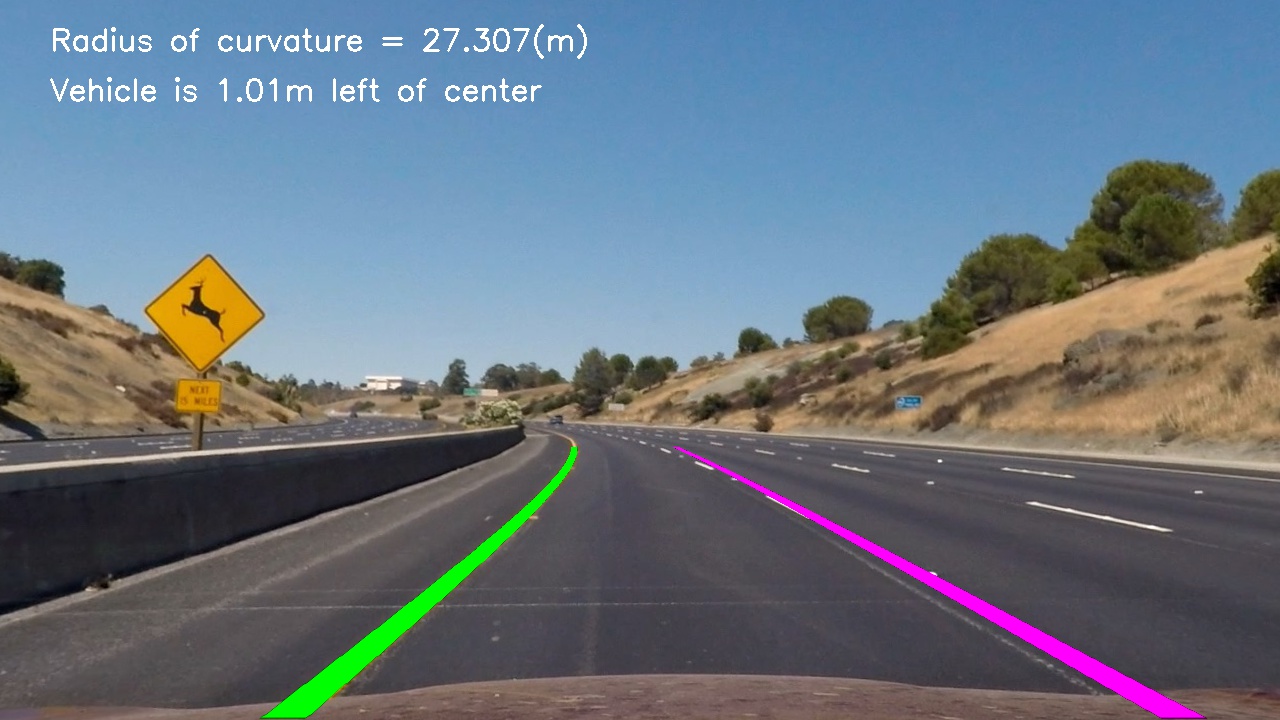 Radius of curvature = 27.307(m)
Vehicle is 1.01m left of center
NEXT
15 MILES